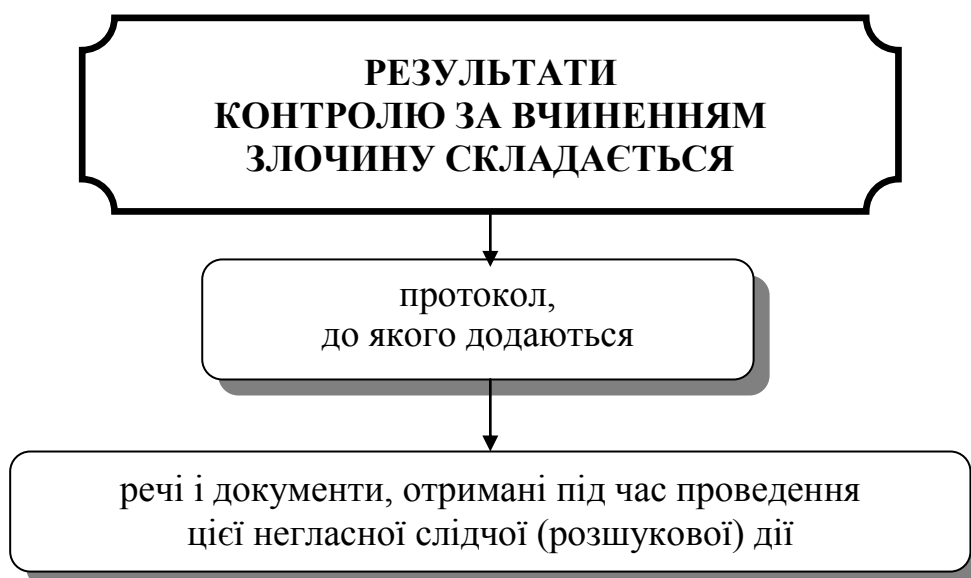 РЕЗУЛЬТАТИ
КОНТРОЛЮ ЗА ВЧИНЕННЯМ
ЗЛОЧИНУ СКЛАДАЄТЬСЯ
протокол,
до якого додаються
речі і документи, отримані під час проведення
цієї негласної слідчої (розшукової) дії